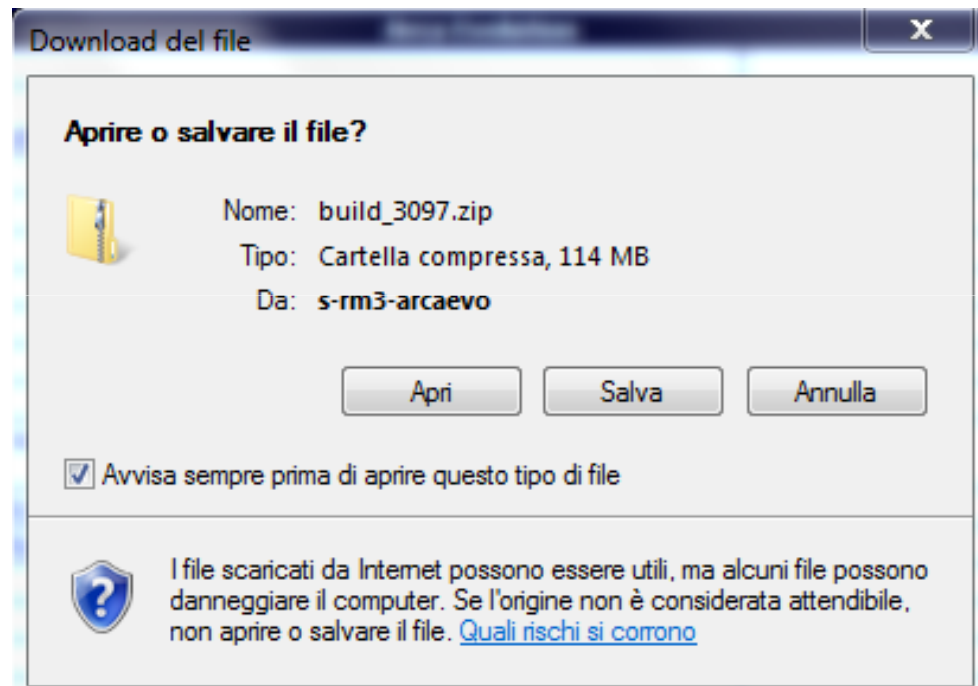 Download del file
x
Aprire o salvare il file?
Nome: build_3097.zip
Tipo: Cartella compressa, 114 MB
Da: s-rm3-arcaevo
Apri Salva Annulla
Avvisa sempre prima di aprire questo tipo di file
I file scaricati da Internet possono essere utili, ma alcuni file possono
danneggiare il computer. Se l'origine non è considerata attendibile,
non aprire o salvare il file. Quali rischi si corrono